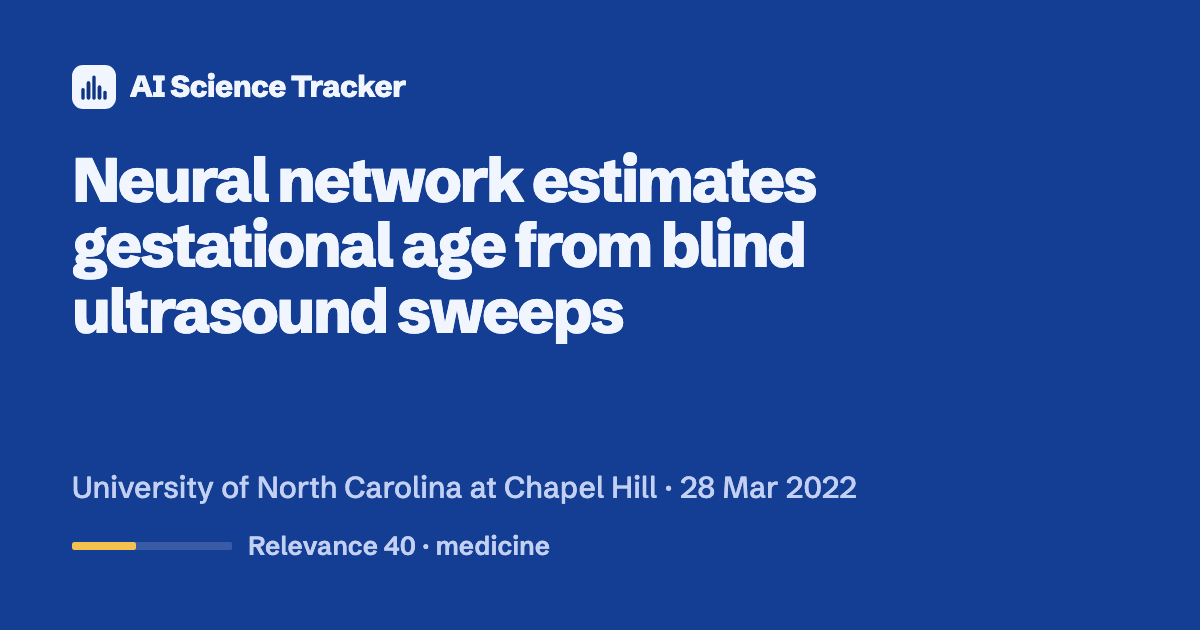 AI Science Tracker
Neural network estimates
gestational age from blind
ultrasound sweeps
University of North Carolina at Chapel Hill · 28 Mar 2022
Relevance 40 · medicine